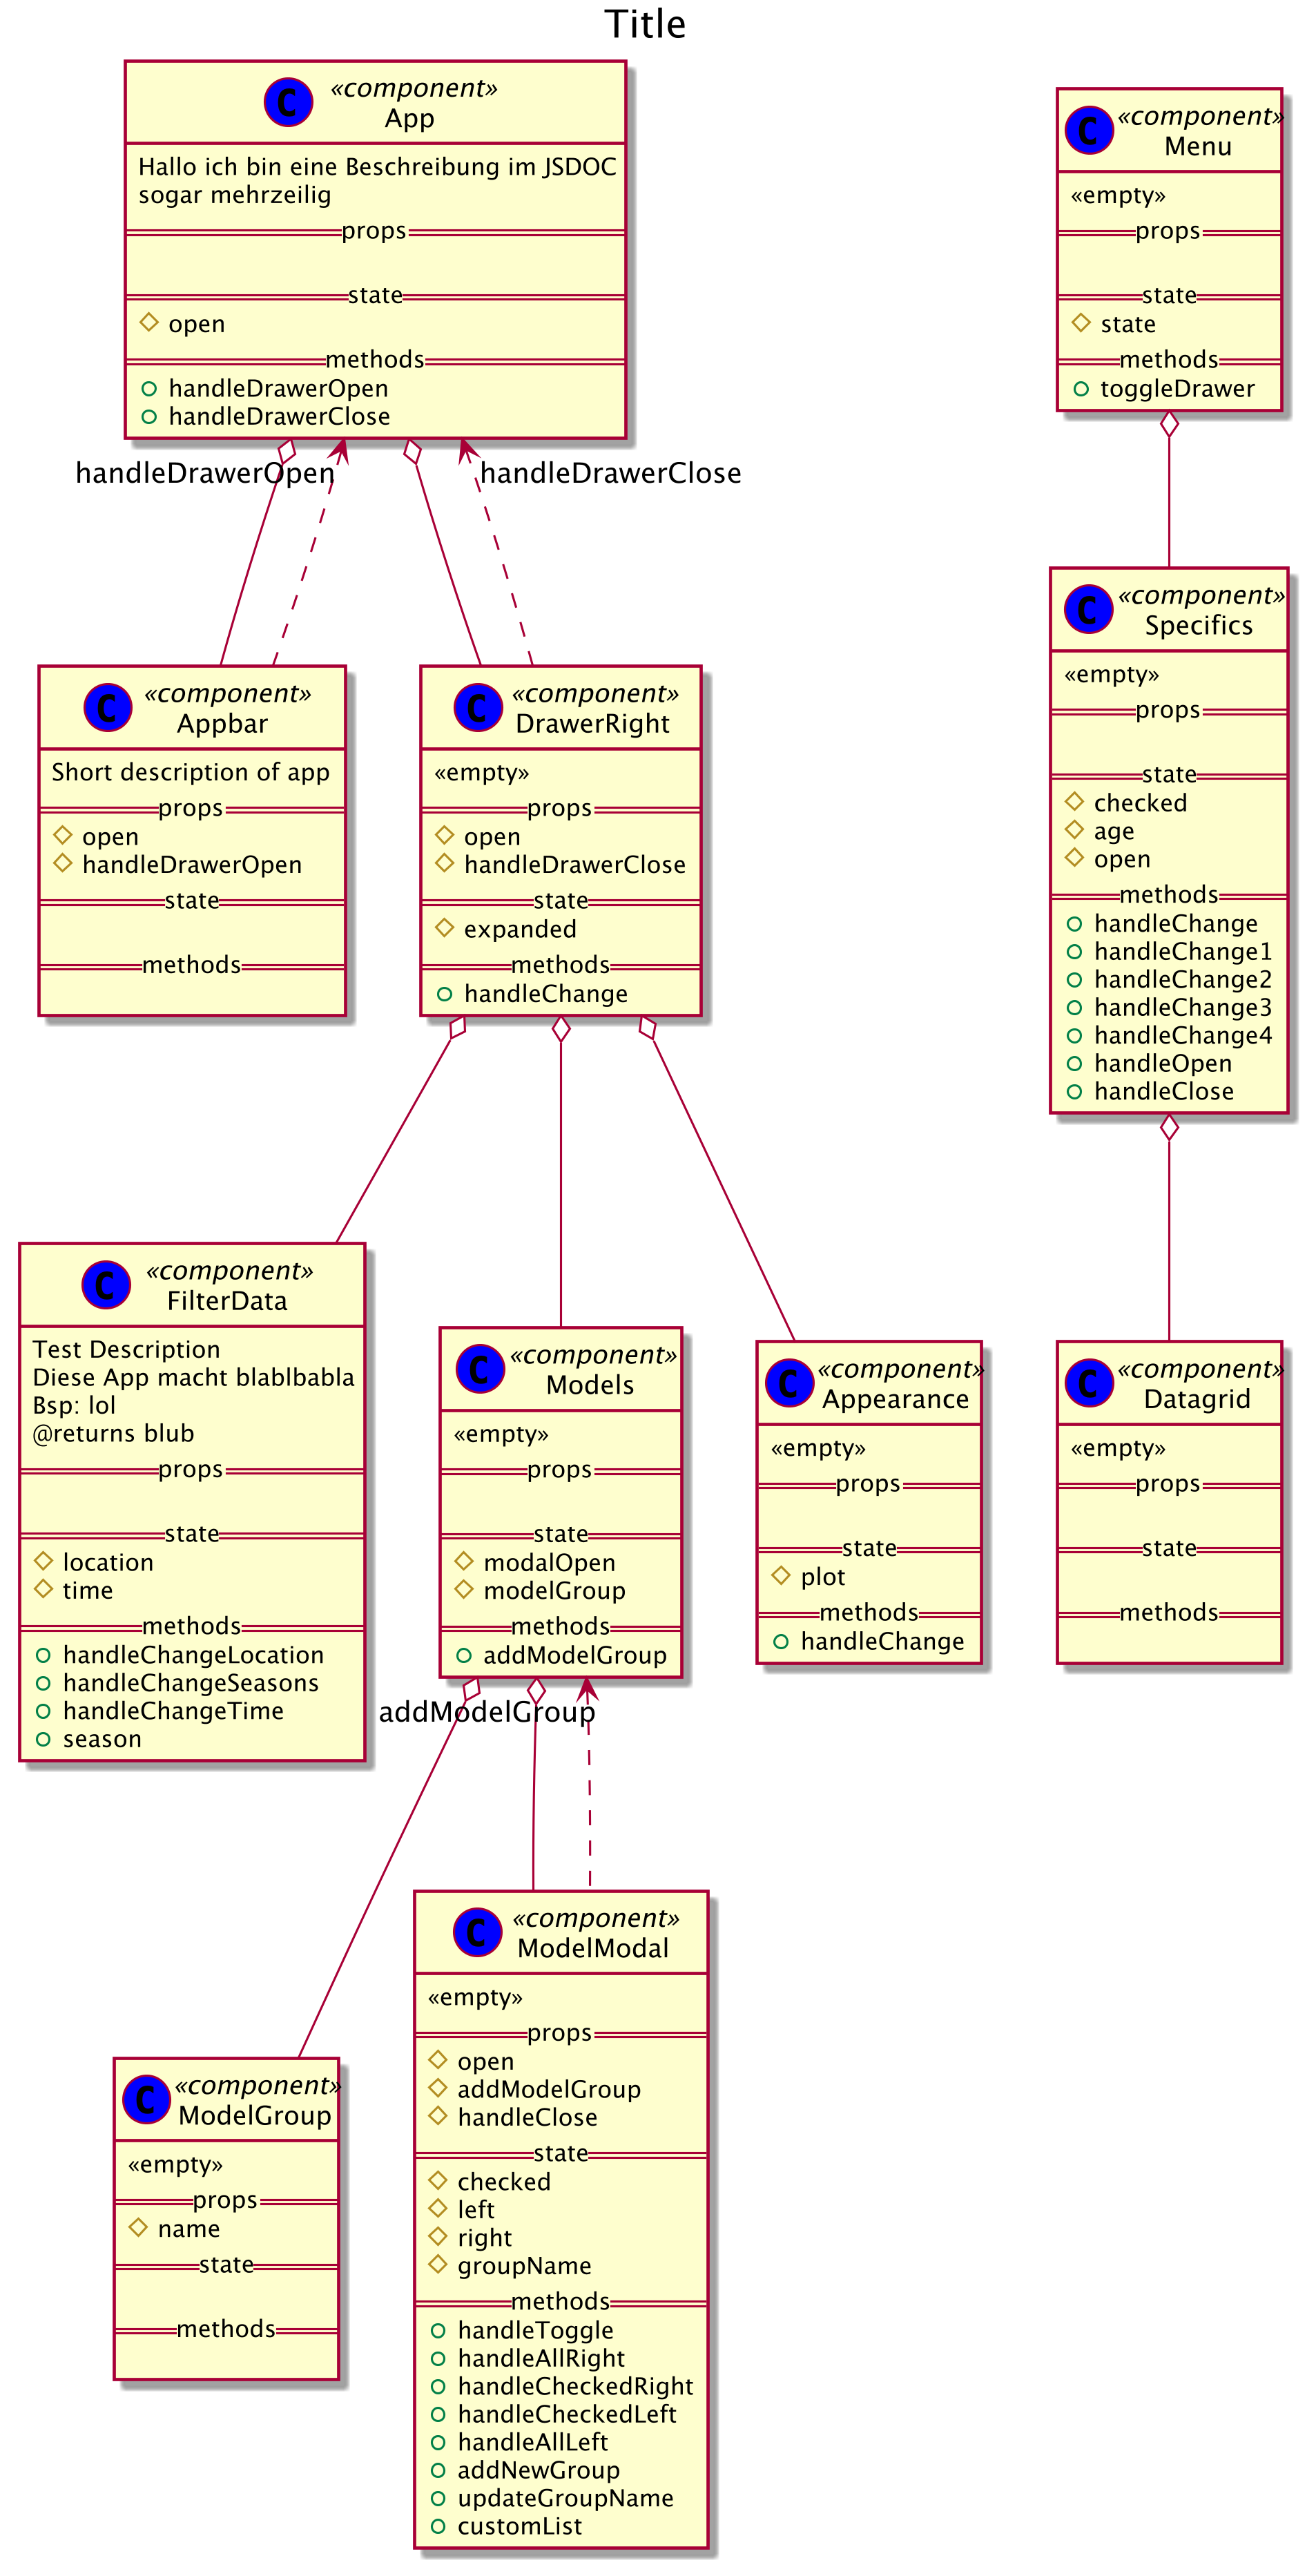 Title
C «component»
App
Hallo ich bin eine Beschreibung im JSDOC
sogar mehrzeilig
props
state
open
methods
handleDrawerOpen
handleDrawerClose
C «component»
Menu
«empty»
props
state
state
methods
toggleDrawer
handleDrawerOpen
handleDrawerClose
C «component»
Appbar
Short description of app
props
open
handleDrawerOpen
state
methods
C «component»
DrawerRight
«empty»
props
open
handleDrawerClose
state
expanded
methods
handleChange
C «component»
Specifics
«empty»
props
state
checked
age
open
methods
handleChange
handleChange1
handleChange2
handleChange3
handleChange4
handleOpen
handleClose
C «component»
FilterData
Test Description
Diese App macht blablbabla
Bsp: lol
@returns blub
props
state
location
time
methods
handleChangeLocation
handleChangeSeasons
handleChangeTime
season
C «component»
Models
«empty»
props
state
modalOpen
modelGroup
methods
addModelGroup
C «component»
Appearance
«empty»
props
state
plot
methods
handleChange
C «component»
Datagrid
«empty»
props
state
methods
addModelGroup
C «component»
ModelGroup
«empty»
props
name
state
methods
C «component»
ModelModal
«empty»
props
open
addModelGroup
handleClose
state
checked
left
right
groupName
methods
handleToggle
handleAllRight
handleCheckedRight
handleCheckedLeft
handleAllLeft
addNewGroup
updateGroupName
customList